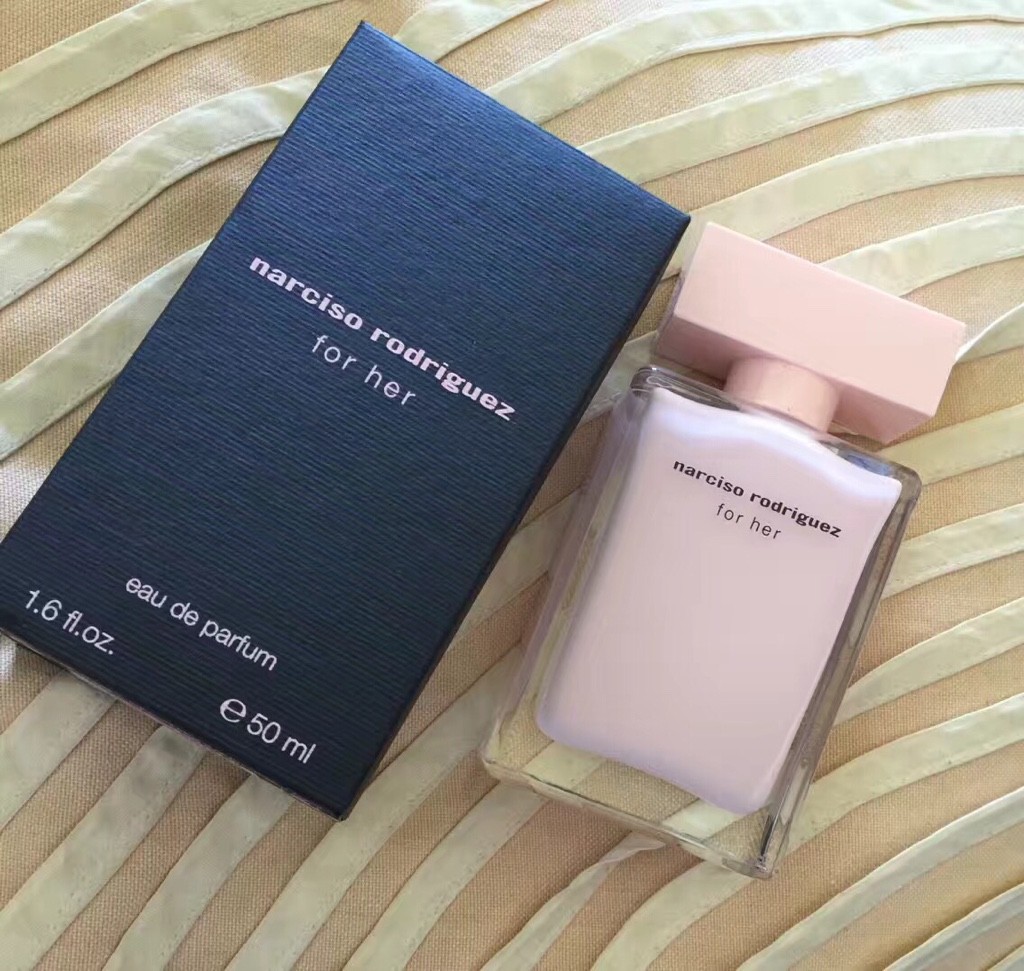 narciso rodriguez
for her
eau de parfum
1.6 fl.oz.
℮ 50 ml
narciso rodriguez
for her